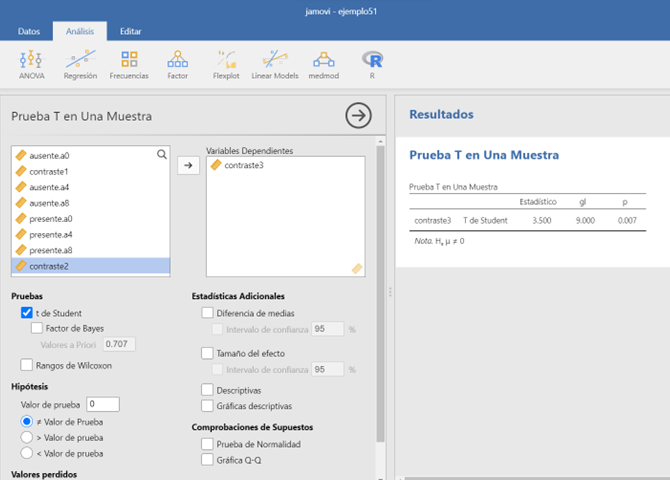 jamovi - ejemplo51
Datos Análisis Editar
ANOVA Regresión Frecuencias Factor Flexplot Linear Models medmod R
Prueba T en Una Muestra
ausente.a0
contraste1
ausente.a4
ausente.a8
presente.a0
presente.a4
presente.a8
contraste2
Variables Dependientes
contraste3
Pruebas
t de Student
Factor de Bayes
Valores a Priori 0.707
Rangos de Wilcoxon
Hipótesis
Valor de prueba 0
≠ Valor de Prueba
> Valor de prueba
< Valor de prueba
Valores perdidos
Estadísticas Adicionales
Diferencia de medias
Intervalo de confianza 95 %
Tamaño del efecto
Intervalo de confianza 95 %
Descriptivas
Gráficas descriptivas
Comprobaciones de Supuestos
Prueba de Normalidad
Gráfica Q-Q
Resultados
Prueba T en Una Muestra
Prueba T en Una Muestra
Estadístico gl p
contraste3 T de Student 3.500 9.000 0.007
Nota. Hₐ μ ≠ 0